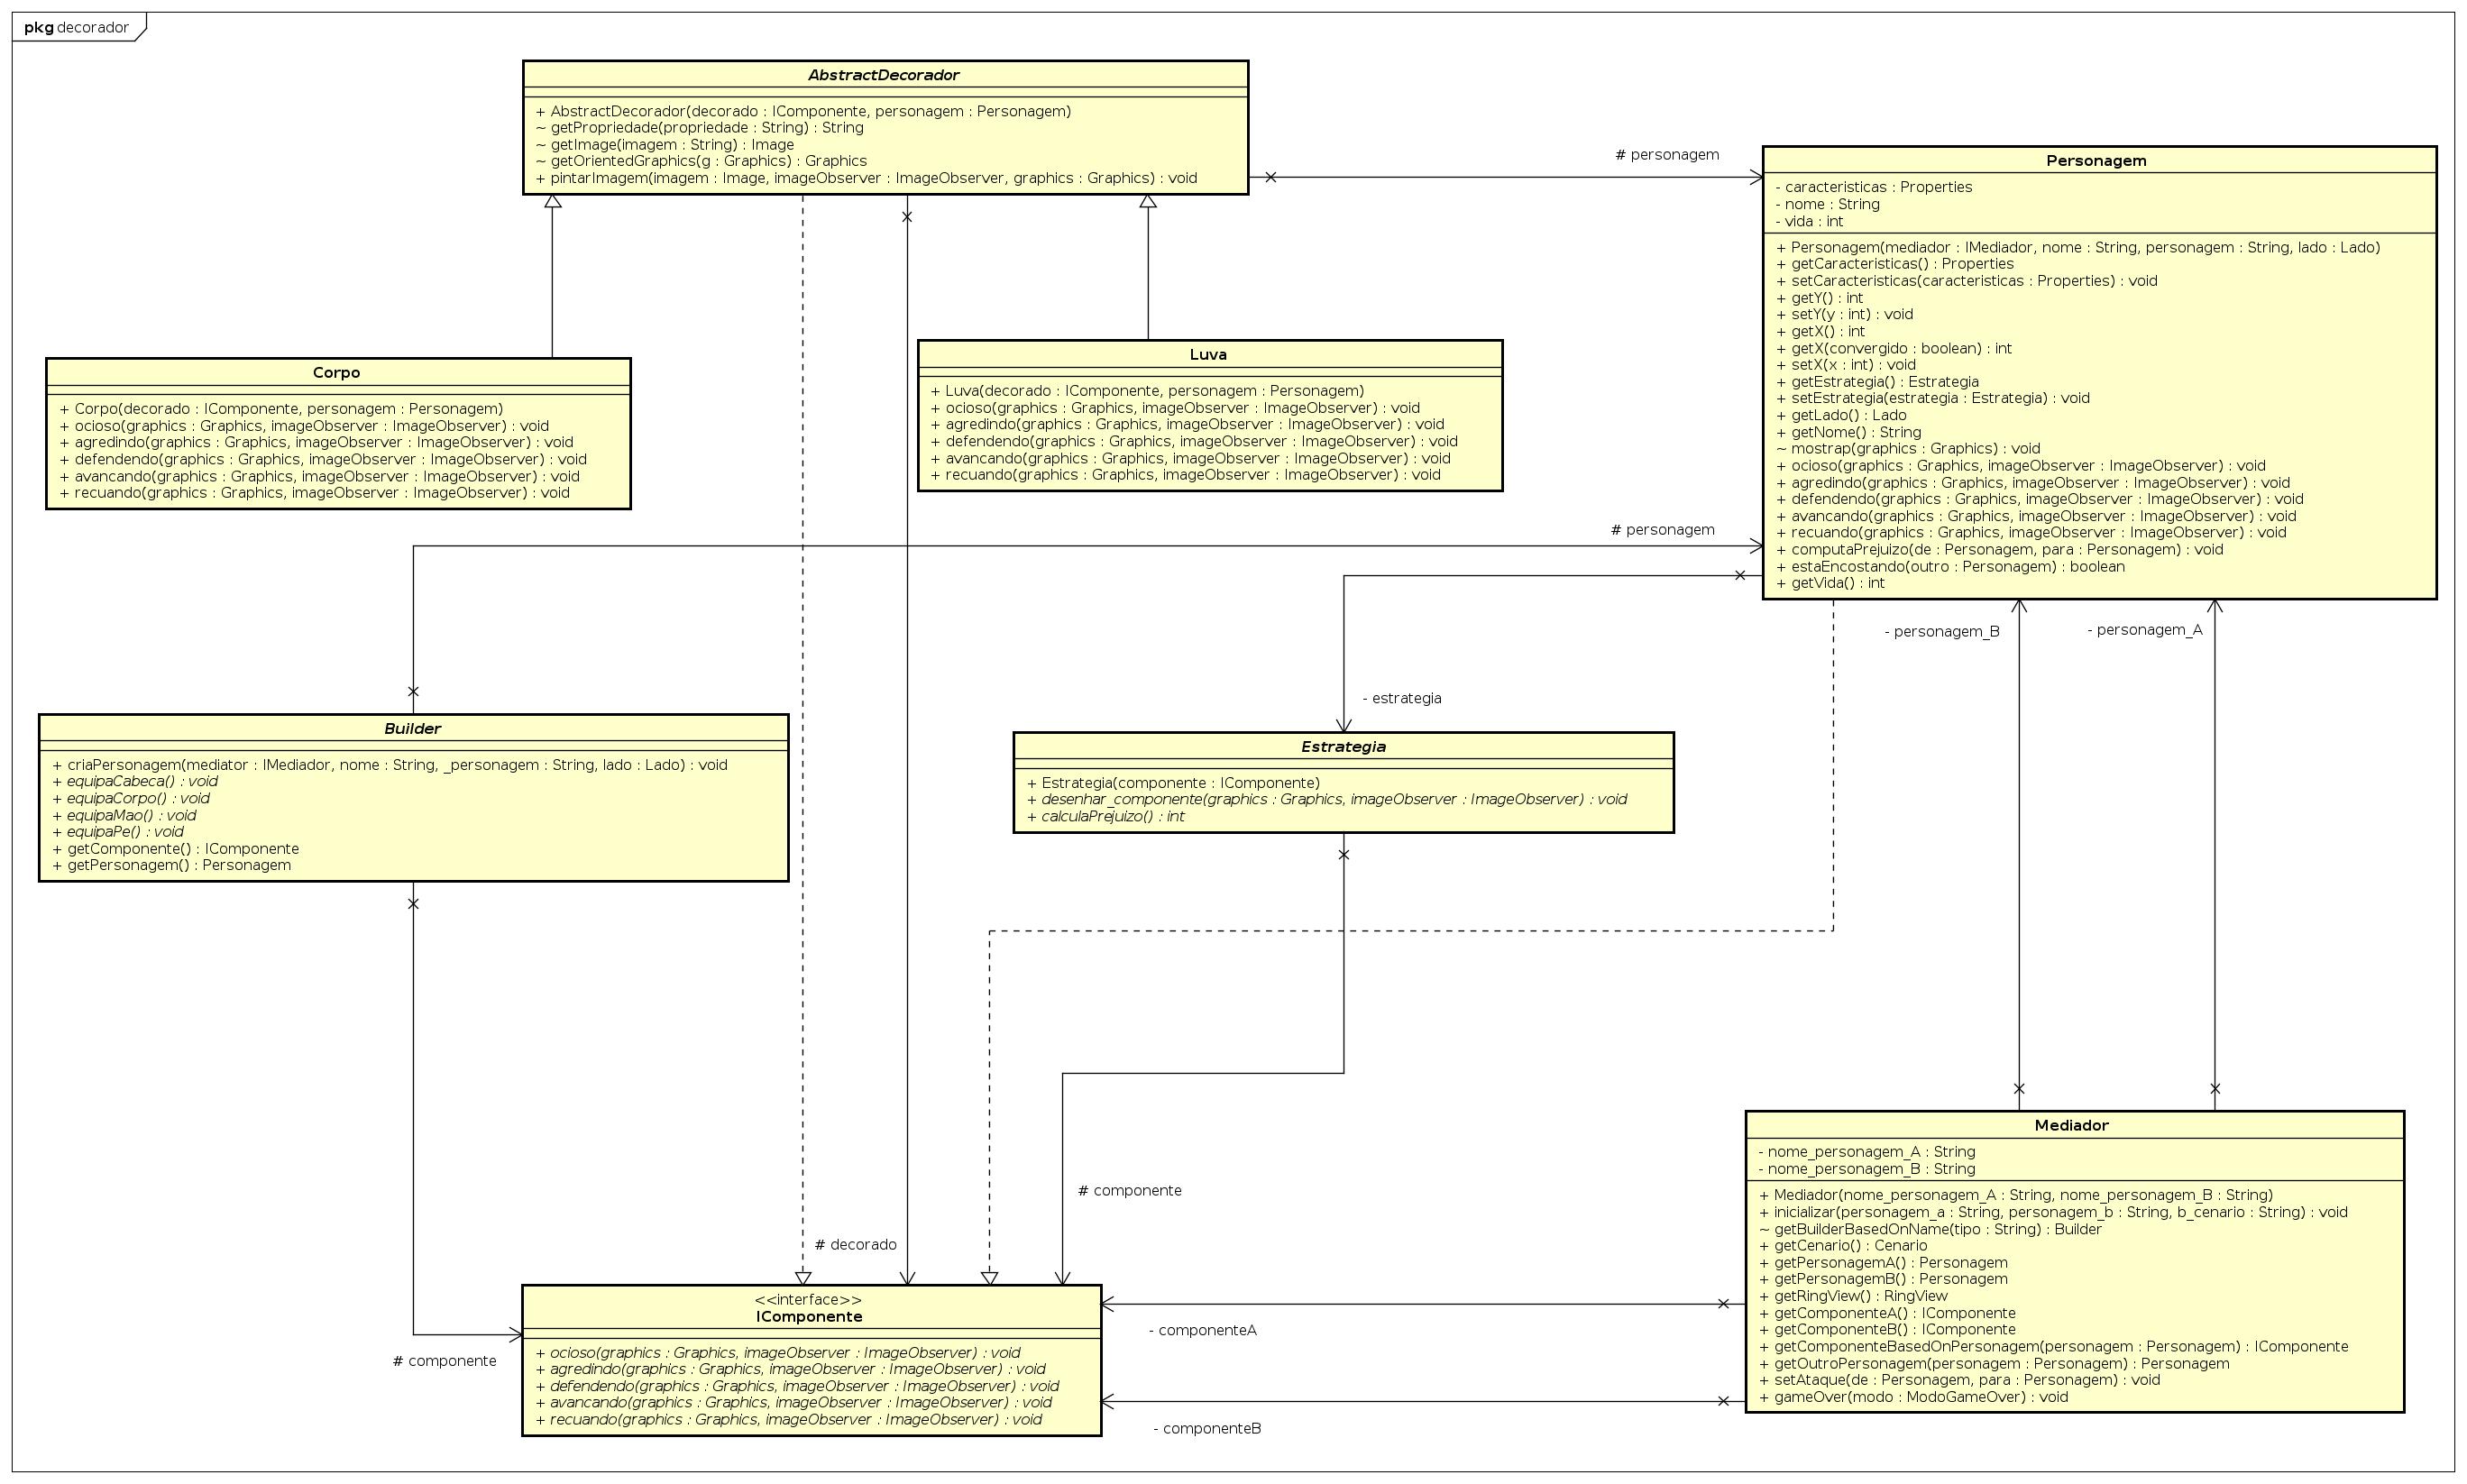 pkg decorador
AbstractDecorador
+ AbstractDecorador(decorado : IComponente, personagem : Personagem)
~ getPropriedade(propriedade : String) : String
~ getImage(imagem : String) : Image
~ getOrientedGraphics(g : Graphics) : Graphics
+ pintarImagem(imagem : Image, imageObserver : ImageObserver, graphics : Graphics) : void
# personagem
Personagem
- caracteristicas : Properties
- nome : String
- vida : int
+ Personagem(mediador : IMediador, nome : String, personagem : String, lado : Lado)
+ getCaracteristicas() : Properties
+ setCaracteristicas(caracteristicas : Properties) : void
+ getY() : int
+ setY(y : int) : void
+ getX() : int
+ getX(convergido : boolean) : int
+ setX(x : int) : void
+ getEstrategia() : Estrategia
+ setEstrategia(estrategia : Estrategia) : void
+ getLado() : Lado
+ getNome() : String
~ mostrap(graphics : Graphics) : void
+ ocioso(graphics : Graphics, imageObserver : ImageObserver) : void
+ agredindo(graphics : Graphics, imageObserver : ImageObserver) : void
+ defendendo(graphics : Graphics, imageObserver : ImageObserver) : void
+ avancando(graphics : Graphics, imageObserver : ImageObserver) : void
+ recuando(graphics : Graphics, imageObserver : ImageObserver) : void
+ computaPrejuizo(de : Personagem, para : Personagem) : void
+ estaEncostando(outro : Personagem) : boolean
+ getVida() : int
Corpo
+ Corpo(decorado : IComponente, personagem : Personagem)
+ ocioso(graphics : Graphics, imageObserver : ImageObserver) : void
+ agredindo(graphics : Graphics, imageObserver : ImageObserver) : void
+ defendendo(graphics : Graphics, imageObserver : ImageObserver) : void
+ avancando(graphics : Graphics, imageObserver : ImageObserver) : void
+ recuando(graphics : Graphics, imageObserver : ImageObserver) : void
Luva
+ Luva(decorado : IComponente, personagem : Personagem)
+ ocioso(graphics : Graphics, imageObserver : ImageObserver) : void
+ agredindo(graphics : Graphics, imageObserver : ImageObserver) : void
+ defendendo(graphics : Graphics, imageObserver : ImageObserver) : void
+ avancando(graphics : Graphics, imageObserver : ImageObserver) : void
+ recuando(graphics : Graphics, imageObserver : ImageObserver) : void
# personagem
- personagem_B
- personagem_A
- estrategia
Builder
+ criaPersonagem(mediator : IMediador, nome : String, _personagem : String, lado : Lado) : void
+ equipaCabeca() : void
+ equipaCorpo() : void
+ equipaMao() : void
+ equipaPe() : void
+ getComponente() : IComponente
+ getPersonagem() : Personagem
Estrategia
+ Estrategia(componente : IComponente)
+ desenhar_componente(graphics : Graphics, imageObserver : ImageObserver) : void
+ calculaPrejuizo() : int
Mediador
- nome_personagem_A : String
- nome_personagem_B : String
+ Mediador(nome_personagem_A : String, nome_personagem_B : String)
+ inicializar(personagem_a : String, personagem_b : String, b_cenario : String) : void
~ getBuilderBasedOnName(tipo : String) : Builder
+ getCenario() : Cenario
+ getPersonagemA() : Personagem
+ getPersonagemB() : Personagem
+ getRingView() : RingView
+ getComponenteA() : IComponente
+ getComponenteB() : IComponente
+ getComponenteBasedOnPersonagem(personagem : Personagem) : IComponente
+ getOutroPersonagem(personagem : Personagem) : Personagem
+ setAtaque(de : Personagem, para : Personagem) : void
+ gameOver(modo : ModoGameOver) : void
# componente
# decorado
<<interface>>
IComponente
+ ocioso(graphics : Graphics, imageObserver : ImageObserver) : void
+ agredindo(graphics : Graphics, imageObserver : ImageObserver) : void
+ defendendo(graphics : Graphics, imageObserver : ImageObserver) : void
+ avancando(graphics : Graphics, imageObserver : ImageObserver) : void
+ recuando(graphics : Graphics, imageObserver : ImageObserver) : void
- componenteA
# componente
- componenteB